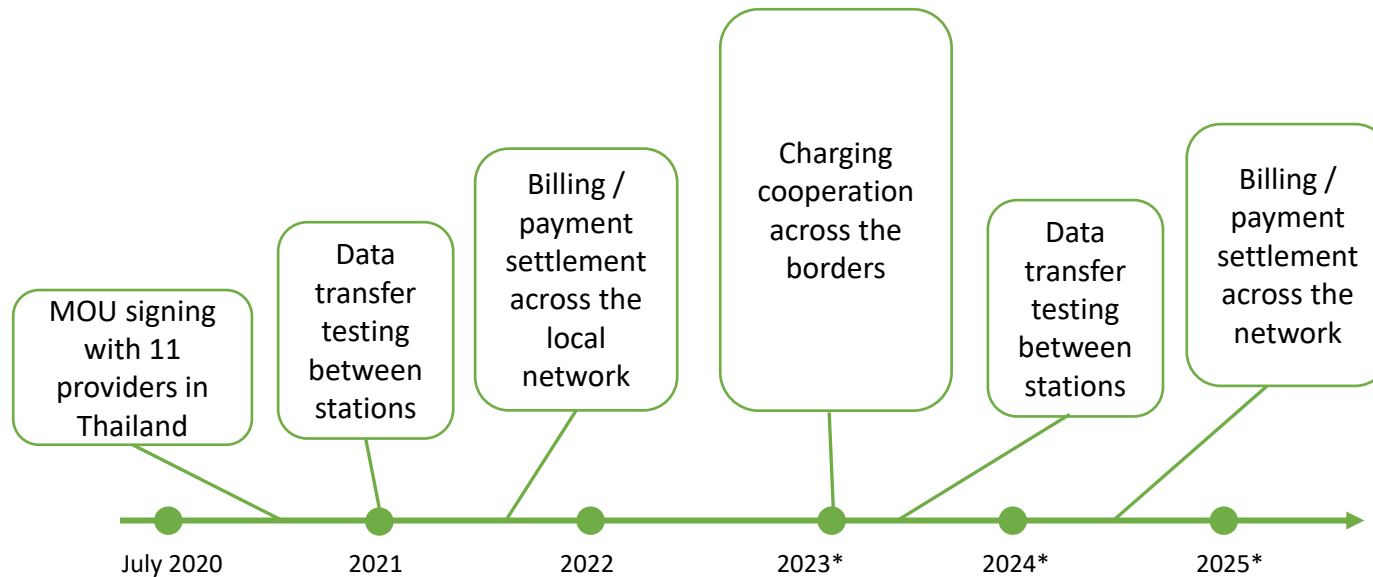 MOU signing
with 11
providers in
Thailand
Data
transfer
testing
between
stations
Billing /
payment
settlement
across the
local
network
Charging
cooperation
across the
borders
Data
transfer
testing
between
stations
Billing /
payment
settlement
across the
network
July 2020
2021
2022
2023*
2024*
2025*